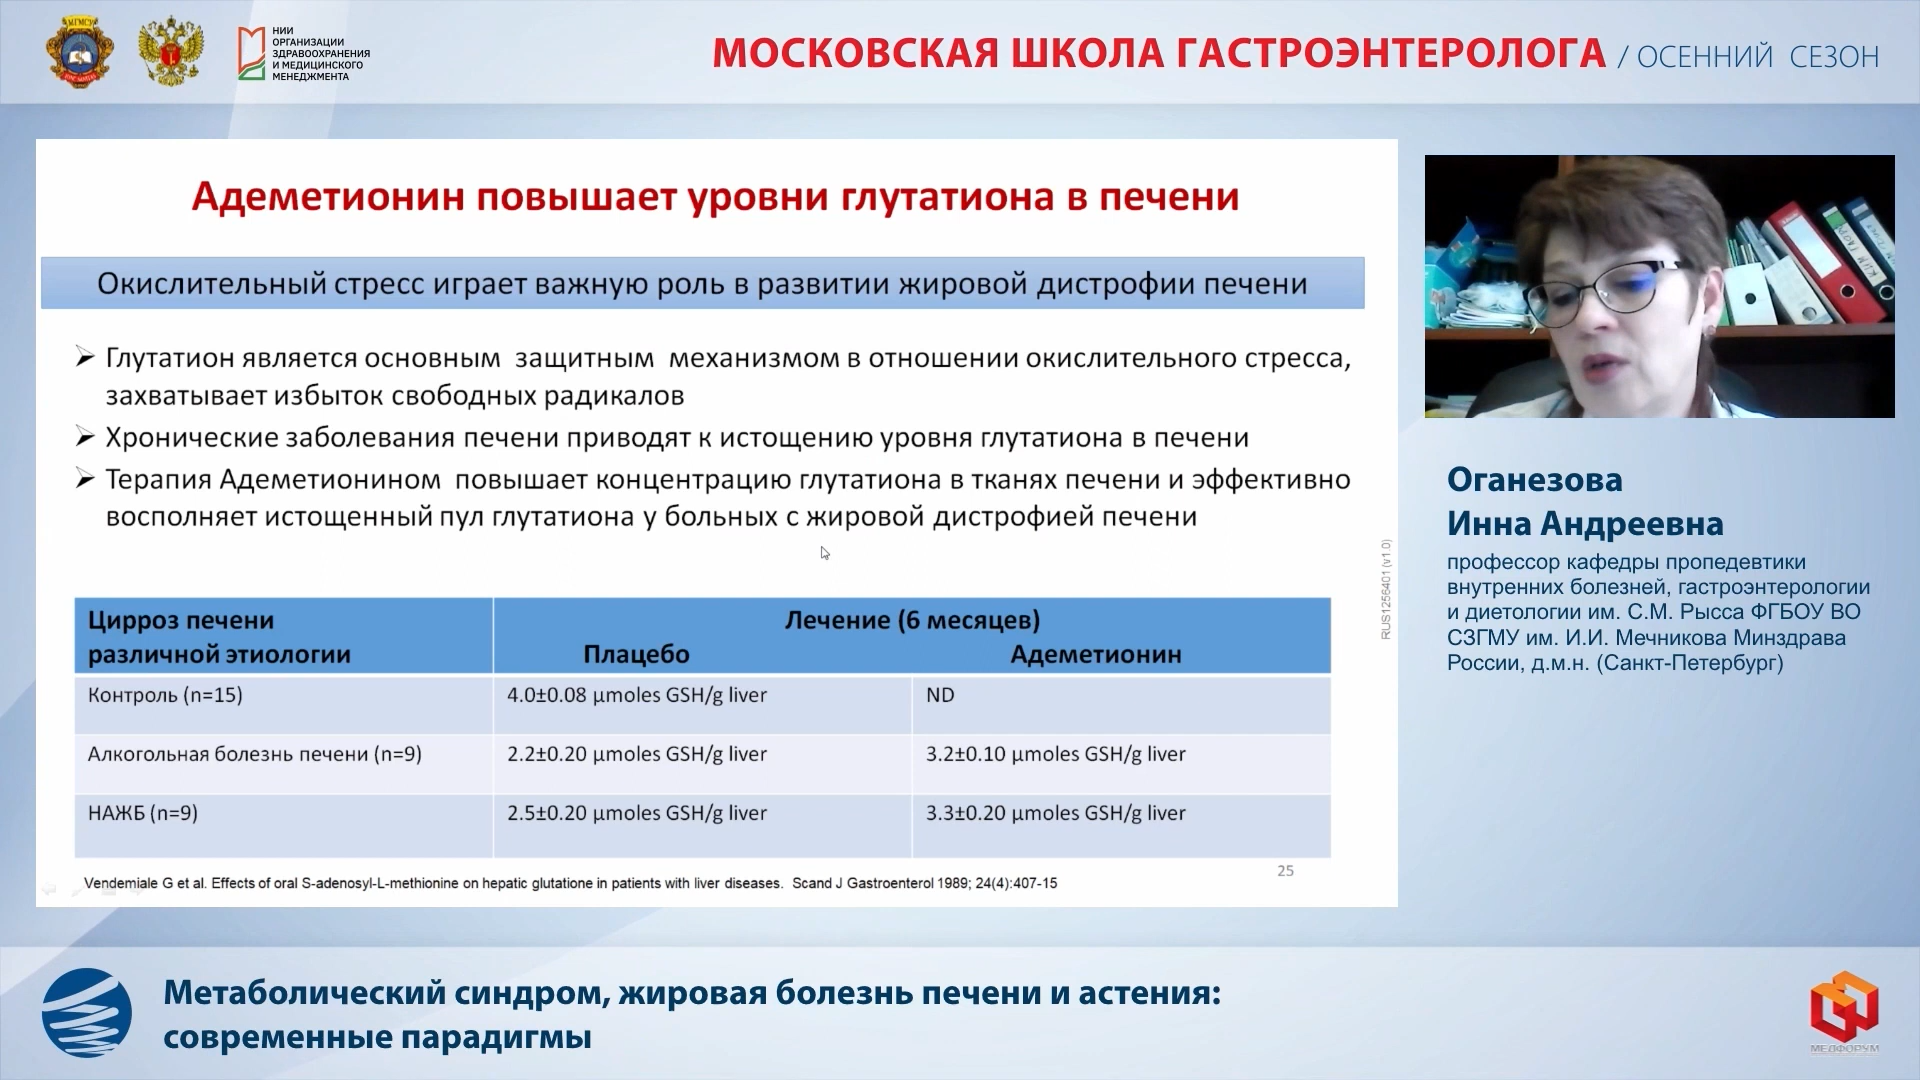 НИИ
ОРГАНИЗАЦИИ
ЗДРАВООХРАНЕНИЯ
И МЕДИЦИНСКОГО
МЕНЕДЖМЕНТА
МОСКОВСКАЯ ШКОЛА ГАСТРОЭНТЕРОЛОГА / ОСЕННИЙ СЕЗОН
Адеметионин повышает уровни глутатиона в печени
Окислительный стресс играет важную роль в развитии жировой дистрофии печени
Глутатион является основным защитным механизмом в отношении окислительного стресса,
захватывает избыток свободных радикалов
Хронические заболевания печени приводят к истощению уровня глутатиона в печени
Терапия Адеметионином повышает концентрацию глутатиона в тканях печени и эффективно
восполняет истощенный пул глутатиона у больных с жировой дистрофией печени
Цирроз печени
различной этиологии
Лечение (6 месяцев)
Плацебо Адеметионин
Контроль (n=15) 4.0±0.08 µmoles GSH/g liver ND
Алкогольная болезнь печени (n=9) 2.2±0.20 µmoles GSH/g liver 3.2±0.10 µmoles GSH/g liver
НАЖБ (n=9) 2.5±0.20 µmoles GSH/g liver 3.3±0.20 µmoles GSH/g liver
25
Vendemiale G et al. Effects of oral S-adenosyl-L-methionine on hepatic glutatione in patients with liver diseases. Scand J Gastroenterol 1989; 24(4):407-15
RUS1256401 (v1.0)
Оганезова
Инна Андреевна
профессор кафедры пропедевтики
внутренних болезней, гастроэнтерологии
и диетологии им. С.М. Рысса ФГБОУ ВО
СЗГМУ им. И.И. Мечникова Минздрава
России, д.м.н. (Санкт-Петербург)
Метаболический синдром, жировая болезнь печени и астения:
современные парадигмы
МЕДФОРУМ